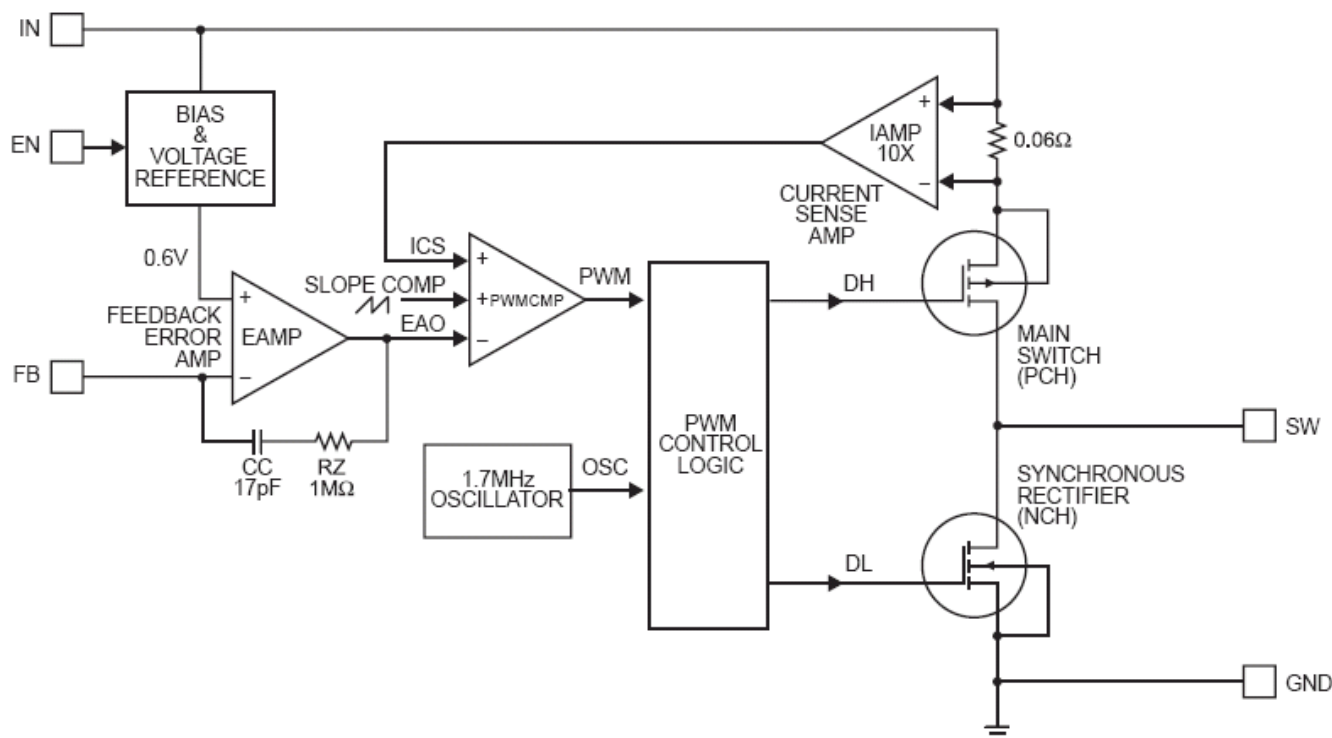 IN
BIAS
&
VOLTAGE
REFERENCE
EN
+
IAMP
10X
−
0.06Ω
CURRENT
SENSE
AMP
0.6V
ICS
+
SLOPE COMP
+PWMCMP
EAO
−
PWM
DH
FEEDBACK
ERROR
AMP
+
EAMP
−
FB
MAIN
SWITCH
(PCH)
CC
17pF
RZ
1MΩ
PWM
CONTROL
LOGIC
SW
1.7MHz
OSCILLATOR
OSC
SYNCHRONOUS
RECTIFIER
(NCH)
DL
GND